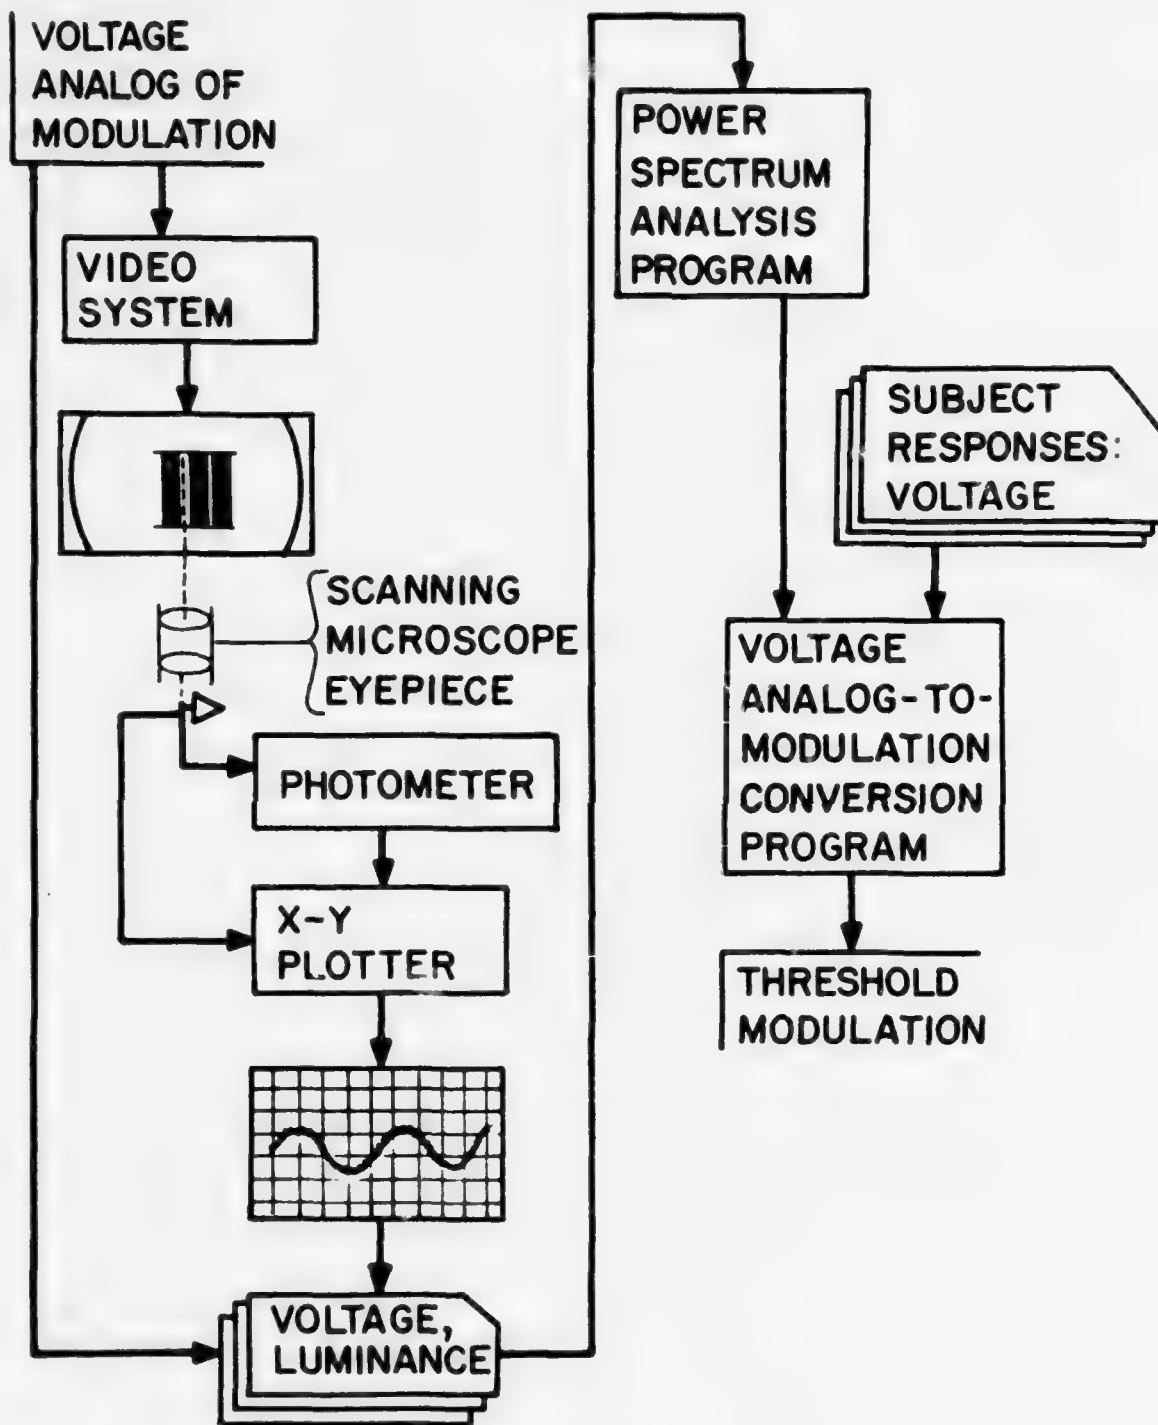 VOLTAGE
ANALOG OF
MODULATION
VIDEO
SYSTEM
SCANNING
MICROSCOPE
EYEPIECE
PHOTOMETER
X-Y
PLOTTER
VOLTAGE,
LUMINANCE
POWER
SPECTRUM
ANALYSIS
PROGRAM
SUBJECT
RESPONSES:
VOLTAGE
VOLTAGE
ANALOG-TO-
MODULATION
CONVERSION
PROGRAM
THRESHOLD
MODULATION